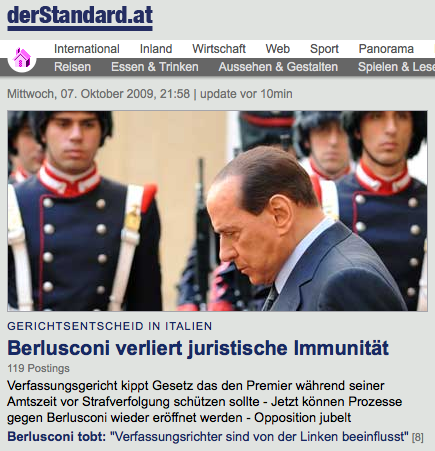 derStandard.at
International Inland Wirtschaft Web Sport Panorama
Reisen Essen & Trinken Aussehen & Gestalten Spielen & Lese
Mittwoch, 07. Oktober 2009, 21:58 | update vor 10min
GERICHTSENTSCHEID IN ITALIEN
Berlusconi verliert juristische Immunität
119 Postings
Verfassungsgericht kippt Gesetz das den Premier während seiner
Amtszeit vor Strafverfolgung schützen sollte - Jetzt können Prozesse
gegen Berlusconi wieder eröffnet werden - Opposition jubelt
Berlusconi tobt: "Verfassungsrichter sind von der Linken beeinflusst" [8]